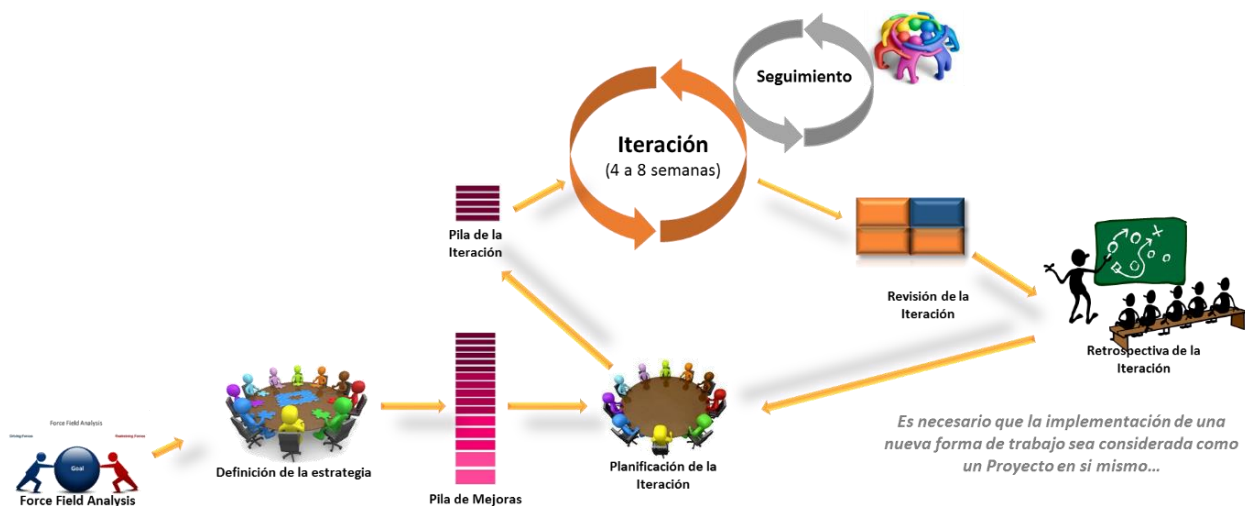 Seguimiento
Iteración
(4 a 8 semanas)
Pila de la
Iteración
Revisión de la
Iteración
Retrospectiva de la
Iteración
Force Field Analysis
Goal
Force Field Analysis
Definición de la estrategia
Pila de Mejoras
Planificación de la
Iteración
Es necesario que la implementación de una
nueva forma de trabajo sea considerada como
un Proyecto en si mismo...